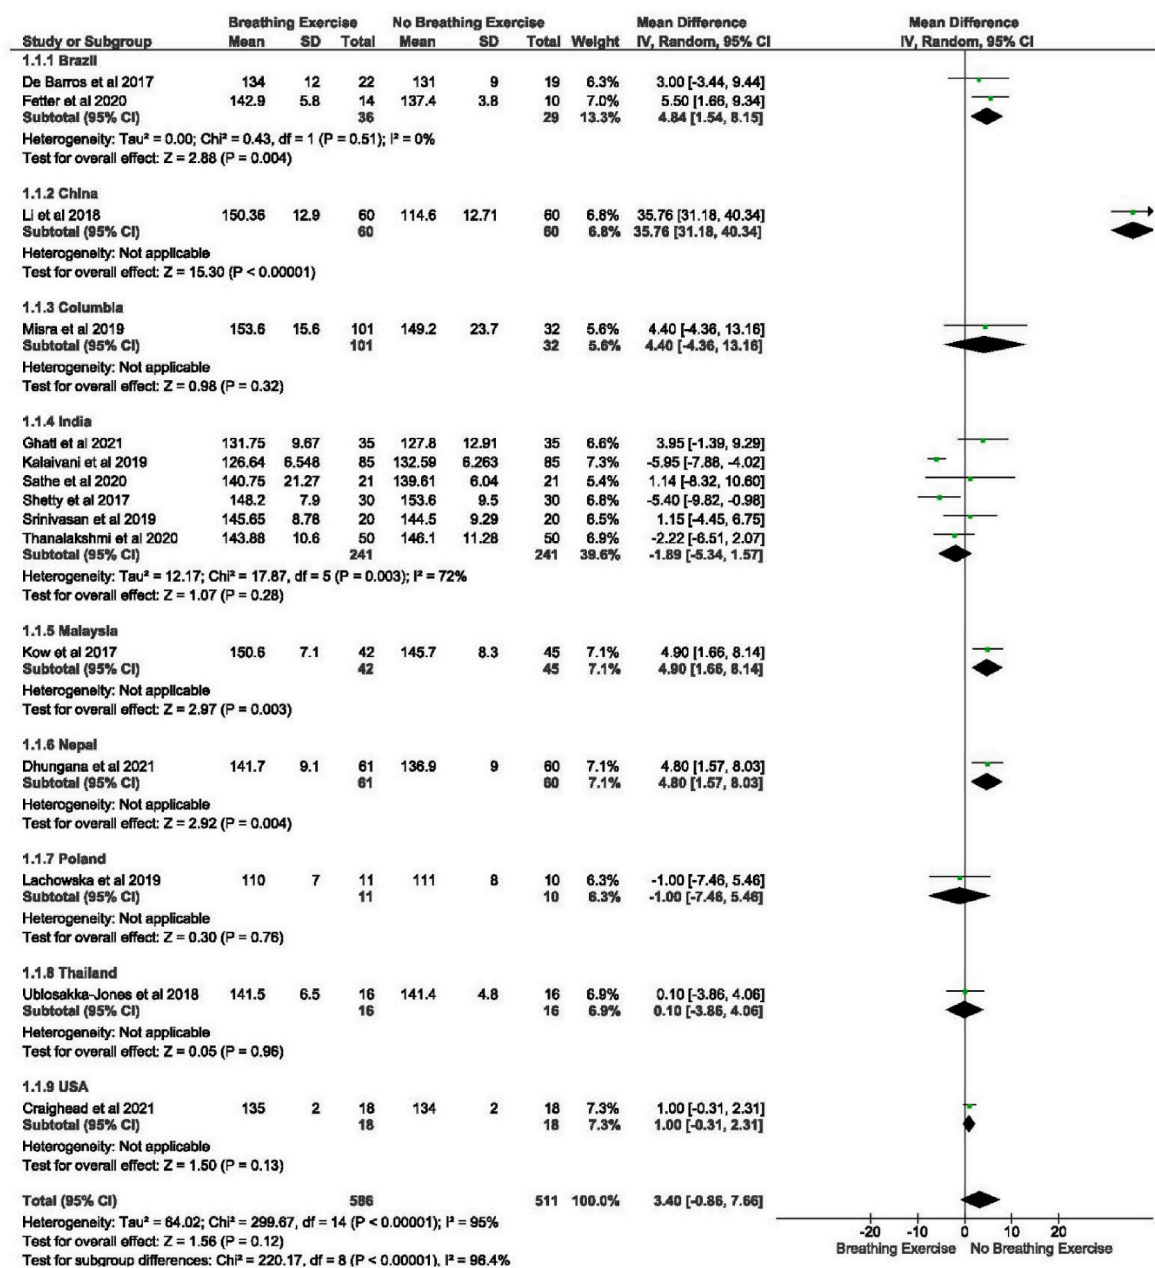 Breathing Exercise No Breathing Exercise Mean Difference Mean Difference
Study or Subgroup Mean SD Total Mean SD Total Weight IV, Random, 95% CI IV, Random, 95% CI
1.1.1 Brazil
De Barros et al 2017 134 12 22 131 9 19 6.3% 3.00 [-3.44, 9.44]
Fetter et al 2020 142.9 5.8 14 137.4 3.8 10 7.0% 5.50 [1.66, 9.34]
Subtotal (95% CI) 36 29 13.3% 4.84 [1.54, 8.15]
Heterogeneity: Tau² = 0.00; Chi² = 0.43, df = 1 (P = 0.51); I² = 0%
Test for overall effect: Z = 2.88 (P = 0.004)
1.1.2 China
Li et al 2018 150.36 12.9 60 114.6 12.71 60 6.8% 35.76 [31.18, 40.34]
Subtotal (95% CI) 60 60 6.8% 35.76 [31.18, 40.34]
Heterogeneity: Not applicable
Test for overall effect: Z = 15.30 (P < 0.00001)
1.1.3 Columbia
Misra et al 2019 153.6 15.6 101 149.2 23.7 32 5.6% 4.40 [-4.36, 13.16]
Subtotal (95% CI) 101 32 5.6% 4.40 [-4.36, 13.16]
Heterogeneity: Not applicable
Test for overall effect: Z = 0.98 (P = 0.32)
1.1.4 India
Ghati et al 2021 131.75 9.67 35 127.8 12.91 35 6.6% 3.95 [-1.39, 9.29]
Kalaivani et al 2019 126.64 6.548 85 132.59 6.263 85 7.3% -5.95 [-7.88, -4.02]
Sathe et al 2020 140.75 21.27 21 139.61 6.04 21 5.4% 1.14 [-8.32, 10.60]
Shetty et al 2017 148.2 7.9 30 153.6 9.5 30 6.8% -5.40 [-9.82, -0.98]
Srinivasan et al 2019 145.65 8.78 20 144.5 9.29 20 6.5% 1.15 [-4.45, 6.75]
Thanalakshmi et al 2020 143.88 10.6 50 146.1 11.28 50 6.9% -2.22 [-6.51, 2.07]
Subtotal (95% CI) 241 241 39.6% -1.89 [-5.34, 1.57]
Heterogeneity: Tau² = 12.17; Chi² = 17.87, df = 5 (P = 0.003); I² = 72%
Test for overall effect: Z = 1.07 (P = 0.28)
1.1.5 Malaysia
Kow et al 2017 150.6 7.1 42 145.7 8.3 45 7.1% 4.90 [1.66, 8.14]
Subtotal (95% CI) 42 45 7.1% 4.90 [1.66, 8.14]
Heterogeneity: Not applicable
Test for overall effect: Z = 2.97 (P = 0.003)
1.1.6 Nepal
Dhungana et al 2021 141.7 9.1 61 136.9 9 60 7.1% 4.80 [1.57, 8.03]
Subtotal (95% CI) 61 60 7.1% 4.80 [1.57, 8.03]
Heterogeneity: Not applicable
Test for overall effect: Z = 2.92 (P = 0.004)
1.1.7 Poland
Lachowska et al 2019 110 7 11 111 8 10 6.3% -1.00 [-7.46, 5.46]
Subtotal (95% CI) 11 10 6.3% -1.00 [-7.46, 5.46]
Heterogeneity: Not applicable
Test for overall effect: Z = 0.30 (P = 0.76)
1.1.8 Thailand
Ublosakka-Jones et al 2018 141.5 6.5 16 141.4 4.8 16 6.9% 0.10 [-3.86, 4.06]
Subtotal (95% CI) 16 16 6.9% 0.10 [-3.86, 4.06]
Heterogeneity: Not applicable
Test for overall effect: Z = 0.05 (P = 0.96)
1.1.9 USA
Craighead et al 2021 135 2 18 134 2 18 7.3% 1.00 [-0.31, 2.31]
Subtotal (95% CI) 18 18 7.3% 1.00 [-0.31, 2.31]
Heterogeneity: Not applicable
Test for overall effect: Z = 1.50 (P = 0.13)
Total (95% CI) 586 511 100.0% 3.40 [-0.86, 7.66]
Heterogeneity: Tau² = 64.02; Chi² = 299.67, df = 14 (P < 0.00001); I² = 95%
Test for overall effect: Z = 1.56 (P = 0.12)
Test for subgroup differences: Chi² = 220.17, df = 8 (P < 0.00001), I² = 96.4%
-20 -10 0 10 20
Breathing Exercise No Breathing Exercise